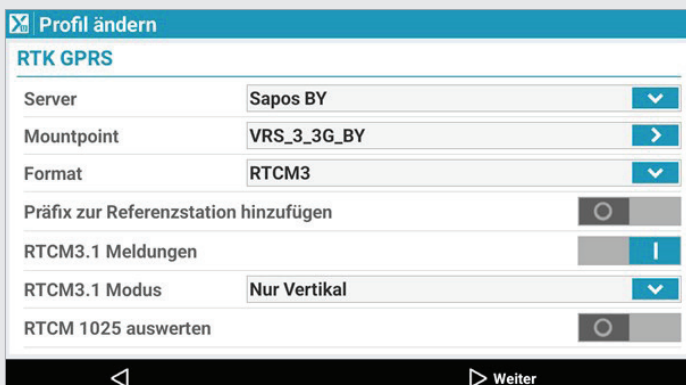 Profil ändern
RTK GPRS
Server Sapos BY
Mountpoint VRS_3_3G_BY
Format RTCM3
Präfix zur Referenzstation hinzufügen
RTCM3.1 Meldungen
RTCM3.1 Modus Nur Vertikal
RTCM 1025 auswerten
Weiter